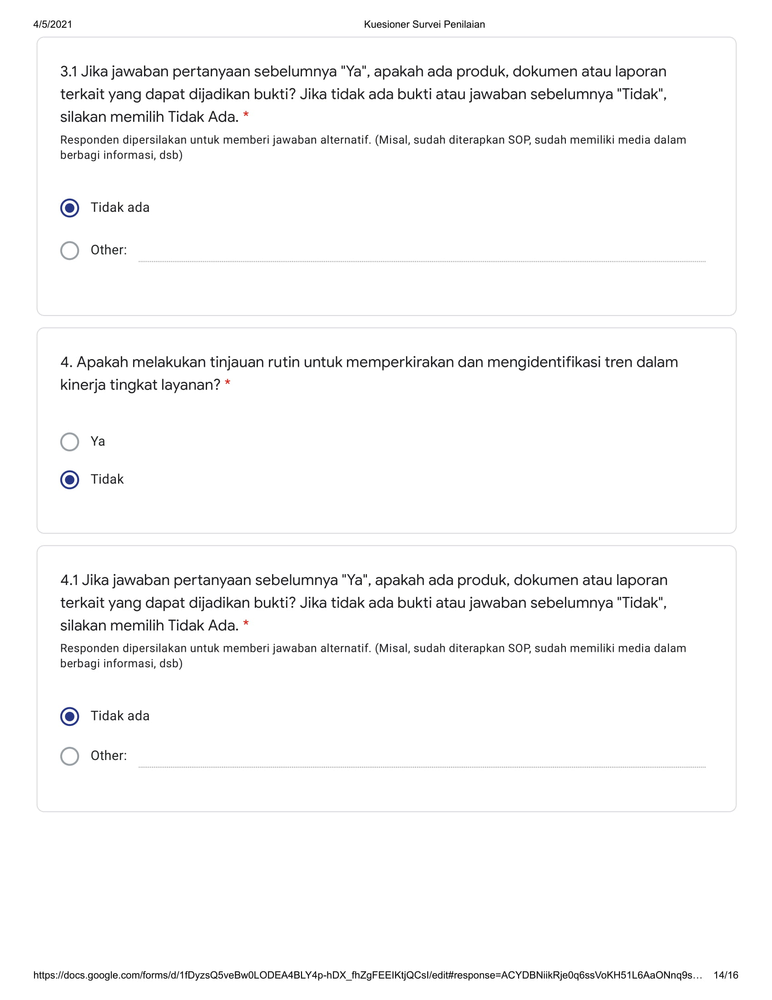 4/5/2021 Kuesioner Survei Penilaian
3.1 Jika jawaban pertanyaan sebelumnya "Ya", apakah ada produk, dokumen atau laporan
terkait yang dapat dijadikan bukti? Jika tidak ada bukti atau jawaban sebelumnya "Tidak",
silakan memilih Tidak Ada. *
Responden dipersilakan untuk memberi jawaban alternatif. (Misal, sudah diterapkan SOP, sudah memiliki media dalam
berbagi informasi, dsb)
Tidak ada
Other:
4. Apakah melakukan tinjauan rutin untuk memperkirakan dan mengidentifikasi tren dalam
kinerja tingkat layanan? *
Ya
Tidak
4.1 Jika jawaban pertanyaan sebelumnya "Ya", apakah ada produk, dokumen atau laporan
terkait yang dapat dijadikan bukti? Jika tidak ada bukti atau jawaban sebelumnya "Tidak",
silakan memilih Tidak Ada. *
Responden dipersilakan untuk memberi jawaban alternatif. (Misal, sudah diterapkan SOP, sudah memiliki media dalam
berbagi informasi, dsb)
Tidak ada
Other:
https://docs.google.com/forms/d/1fDyzsQ5veBw0LODEA4BLY4p-hDX_fhZgFEEIKtjQCsI/edit#response=ACYDBNiikRje0q6ssVoKH51L6AaONnq9s… 14/16